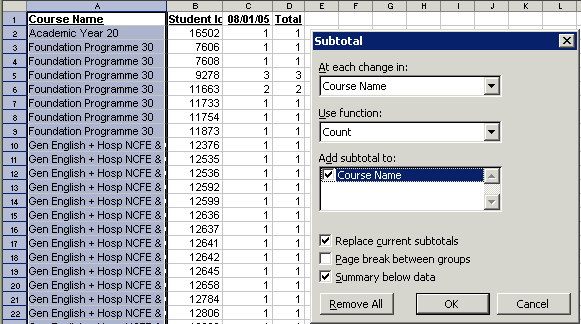 A B C D E F G H I J K L
1 Course Name Student Id 08/01/05 Total
2 Academic Year 20 16502 1 1
3 Foundation Programme 30 7606 1 1
4 Foundation Programme 30 7608 1 1
5 Foundation Programme 30 9278 3 3
6 Foundation Programme 30 11663 2 2
7 Foundation Programme 30 11733 1 1
8 Foundation Programme 30 11754 1 1
9 Foundation Programme 30 11873 1 1
10 Gen English + Hosp NCFE & 12376 1 1
11 Gen English + Hosp NCFE & 12535 1 1
12 Gen English + Hosp NCFE & 12536 1 1
13 Gen English + Hosp NCFE & 12592 1 1
14 Gen English + Hosp NCFE & 12599 1 1
15 Gen English + Hosp NCFE & 12636 1 1
16 Gen English + Hosp NCFE & 12637 1 1
17 Gen English + Hosp NCFE & 12641 1 1
18 Gen English + Hosp NCFE & 12642 1 1
19 Gen English + Hosp NCFE & 12645 1 1
20 Gen English + Hosp NCFE & 12658 1 1
21 Gen English + Hosp NCFE & 12784 1 1
22 Gen English + Hosp NCFE & 12806 1 1
Subtotal
At each change in:
Course Name
Use function:
Count
Add subtotal to:
Course Name
Replace current subtotals
Page break between groups
Summary below data
Remove All OK Cancel